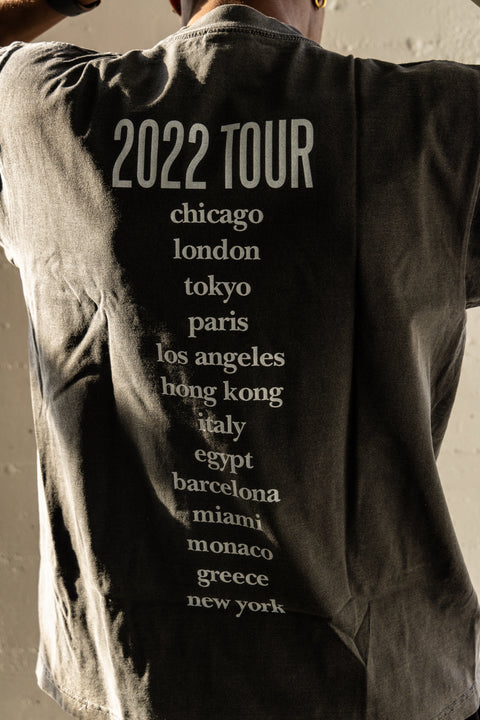 2022 TOUR
chicago
london
tokyo
paris
los angeles
hong kong
italy
egypt
barcelona
miami
monaco
greece
new york